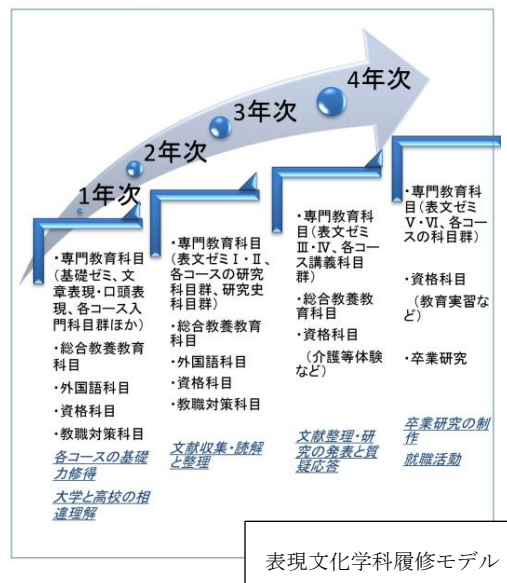 1年次
2年次
3年次
4年次
・専門教育科目
(基礎ゼミ、文
章表現・口頭表
現、各コース入
門科目群ほか)
・総合教養教育
科目
・外国語科目
・資格科目
・教職対策科目
各コースの基礎
力修得
大学と高校の相
違理解
・専門教育科目
(表文ゼミⅠ・Ⅱ、
各コースの研究
科目群、研究史
科目群)
・総合教養教育
科目
・外国語科目
・資格科目
・教職対策科目
文献収集・読解
と整理
・専門教育科
目(表文ゼミ
Ⅲ・Ⅳ、各コー
ス講義科目
群)
・総合教養教
育科目
・資格科目
(介護等体験
など)
文献整理・研
究の発表と質
疑応答
・専門教育科
目(表文ゼミ
Ⅴ・Ⅵ、各コー
スの科目群)
・資格科目
(教育実習な
ど)
・卒業研究
卒業研究の制
作
就職活動
表現文化学科履修モデル